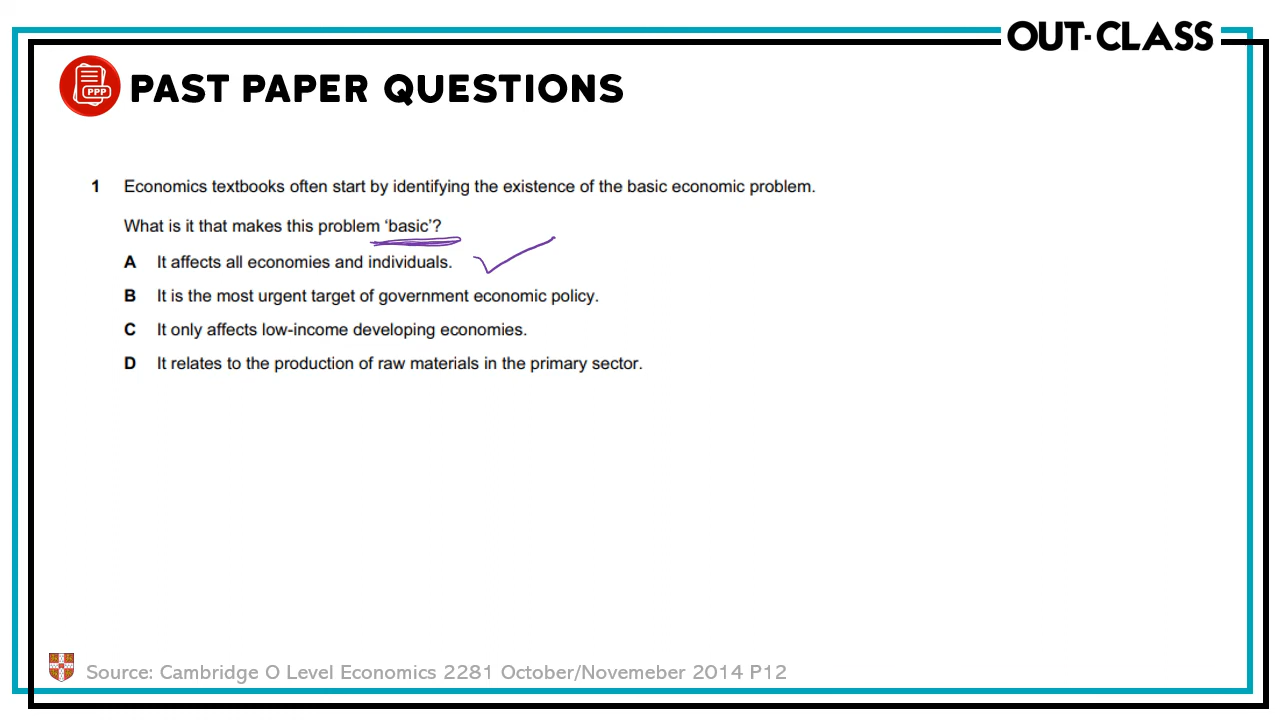 OUT-CLASS
PPP
PAST PAPER QUESTIONS
1 Economics textbooks often start by identifying the existence of the basic economic problem.
What is it that makes this problem ‘basic’?
A It affects all economies and individuals.
B It is the most urgent target of government economic policy.
C It only affects low-income developing economies.
D It relates to the production of raw materials in the primary sector.
Source: Cambridge O Level Economics 2281 October/Novemeber 2014 P12